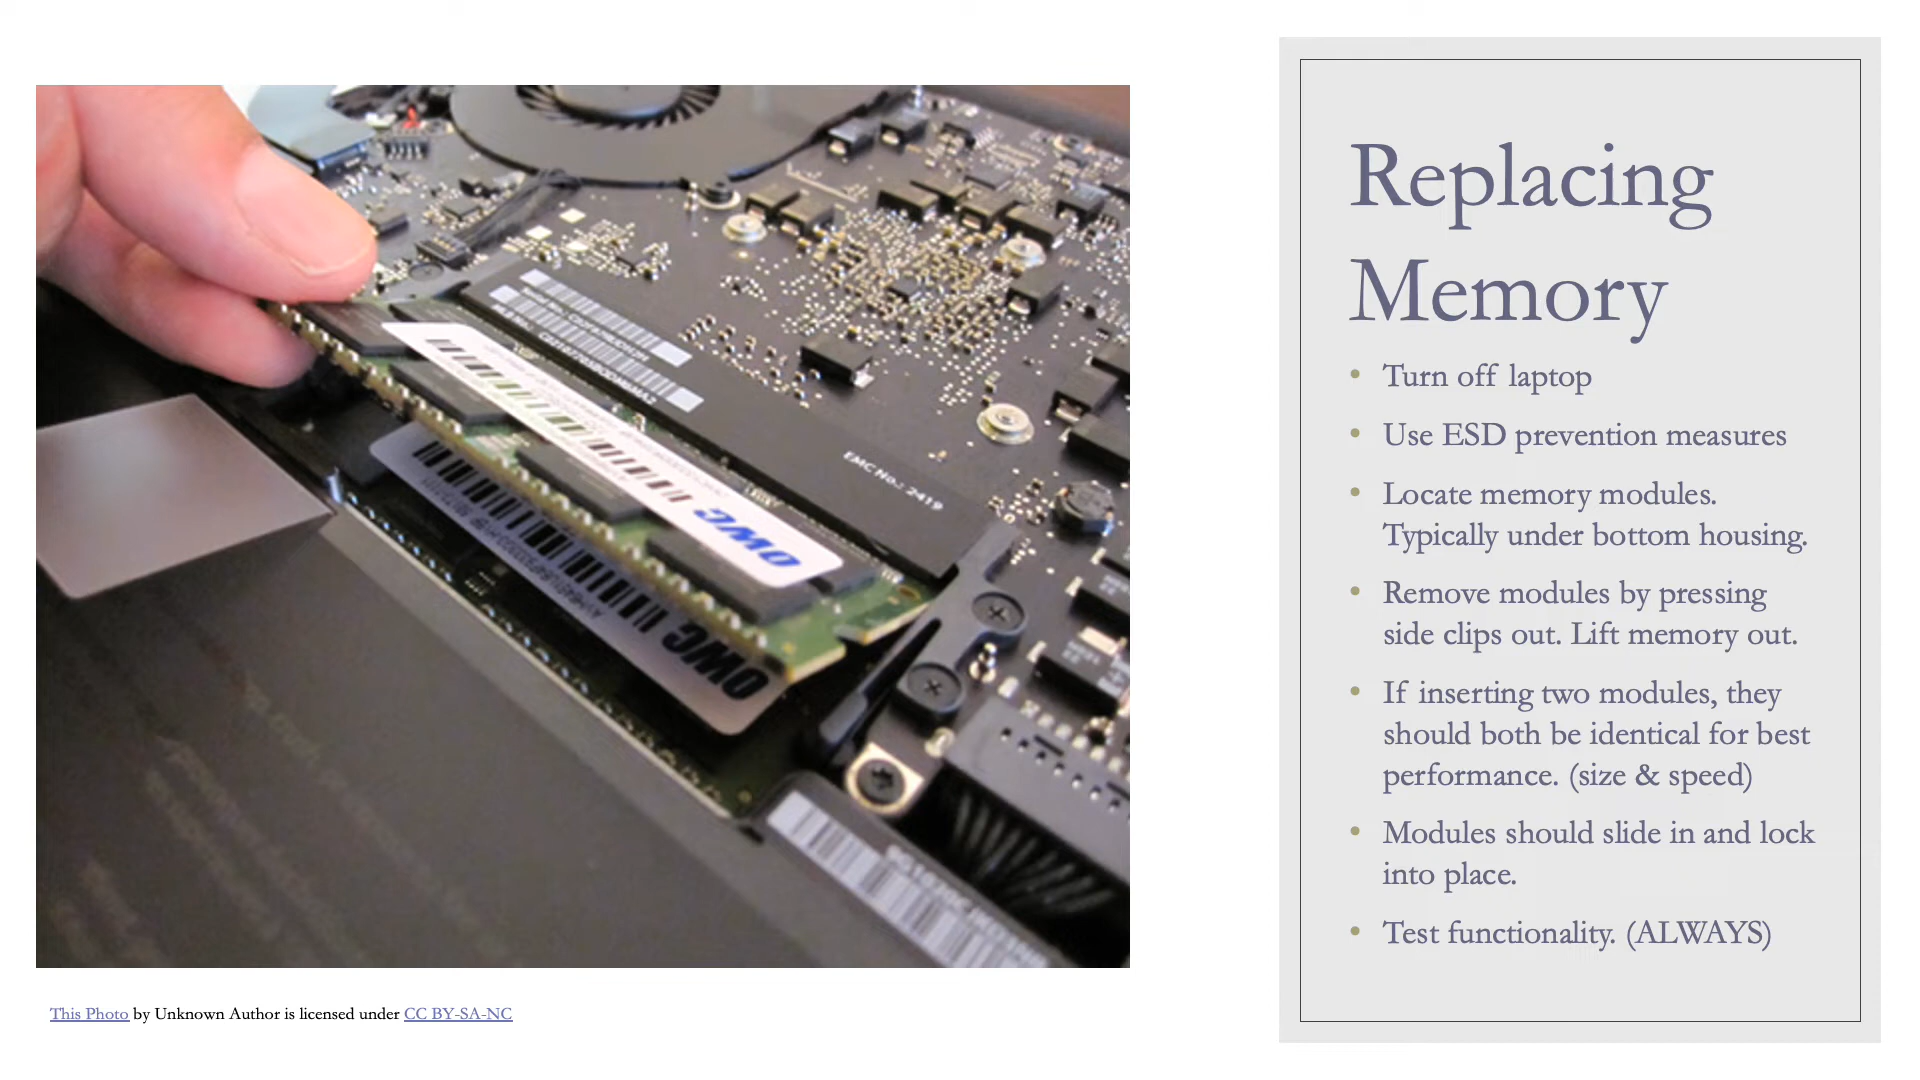 Replacing
Memory
• Turn off laptop
• Use ESD prevention measures
• Locate memory modules.
Typically under bottom housing.
• Remove modules by pressing
side clips out. Lift memory out.
• If inserting two modules, they
should both be identical for best
performance. (size & speed)
• Modules should slide in and lock
into place.
• Test functionality. (ALWAYS)
EMC No.: 2419
OWC
OWC
This Photo by Unknown Author is licensed under CC BY-SA-NC